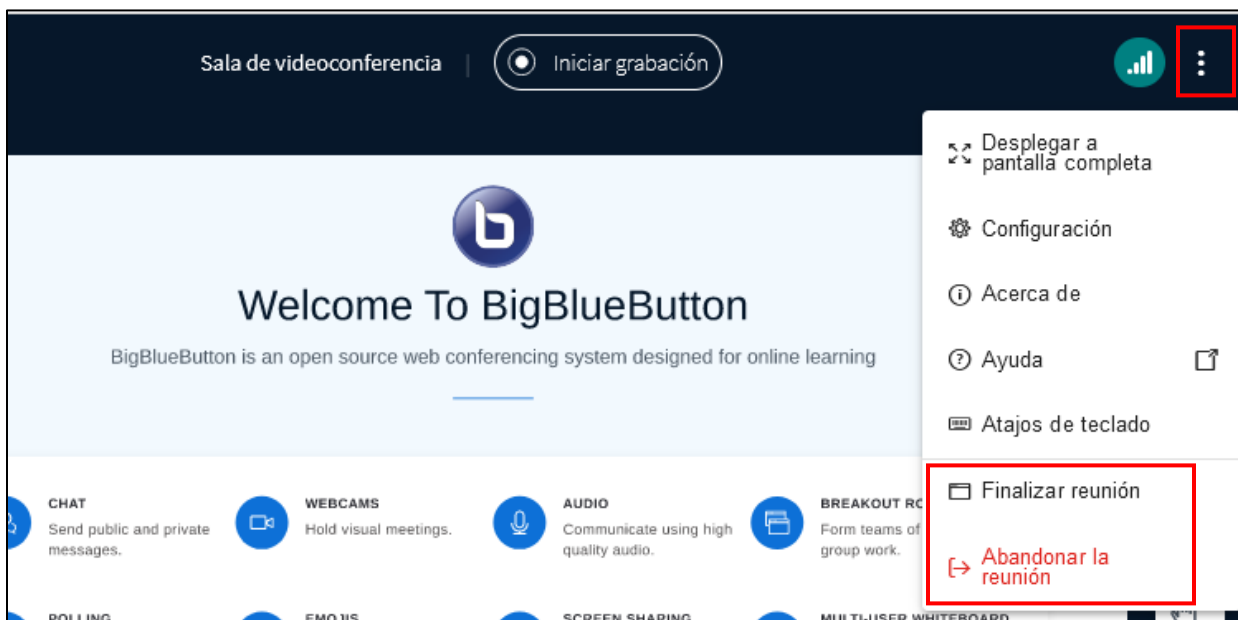 Sala de videoconferencia
Iniciar grabación
Desplegar a
pantalla completa
Configuración
Acerca de
Ayuda
Atajos de teclado
Finalizar reunión
Abandonar la
reunión
Welcome To BigBlueButton
BigBlueButton is an open source web conferencing system designed for online learning
CHAT
Send public and private
messages.
WEBCAMS
Hold visual meetings.
AUDIO
Communicate using high
quality audio.
BREAKOUT
Form teams of
group work.
POLLING
EMOJIS
SCREEN SHARING
MULTI-USER WHITEBOARD